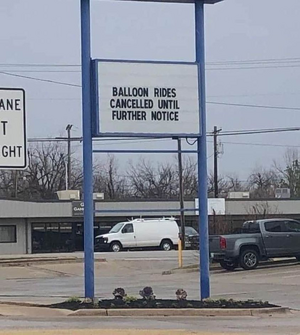 ANE
T
GHT
BALLOON RIDES
CANCELLED UNTIL
FURTHER NOTICE